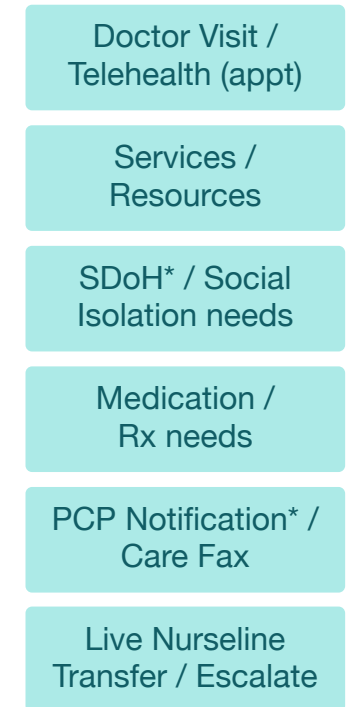 Doctor Visit /
Telehealth (appt)
Services /
Resources
SDoH* / Social
Isolation needs
Medication /
Rx needs
PCP Notification* /
Care Fax
Live Nurseline
Transfer / Escalate